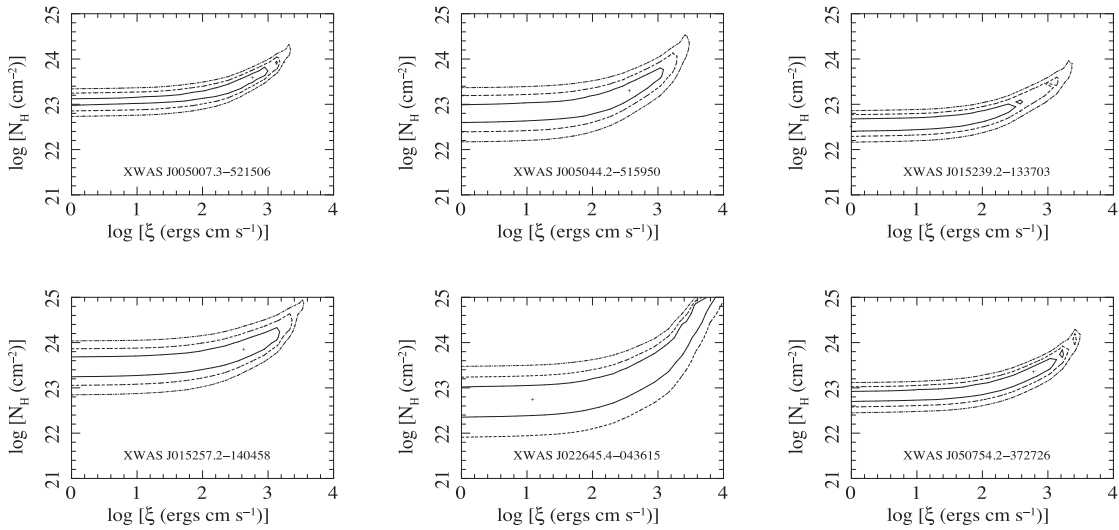 log [N_H (cm⁻²)]
25
24
23
22
21
XWAS J005007.3−521506
0 1 2 3 4
log [ξ (ergs cm s⁻¹)]
log [N_H (cm⁻²)]
25
24
23
22
21
XWAS J005044.2−515950
0 1 2 3 4
log [ξ (ergs cm s⁻¹)]
log [N_H (cm⁻²)]
25
24
23
22
21
XWAS J015239.2−133703
0 1 2 3 4
log [ξ (ergs cm s⁻¹)]
log [N_H (cm⁻²)]
25
24
23
22
21
XWAS J015257.2−140458
0 1 2 3 4
log [ξ (ergs cm s⁻¹)]
log [N_H (cm⁻²)]
25
24
23
22
21
XWAS J022645.4−043615
0 1 2 3 4
log [ξ (ergs cm s⁻¹)]
log [N_H (cm⁻²)]
25
24
23
22
21
XWAS J050754.2−372726
0 1 2 3 4
log [ξ (ergs cm s⁻¹)]